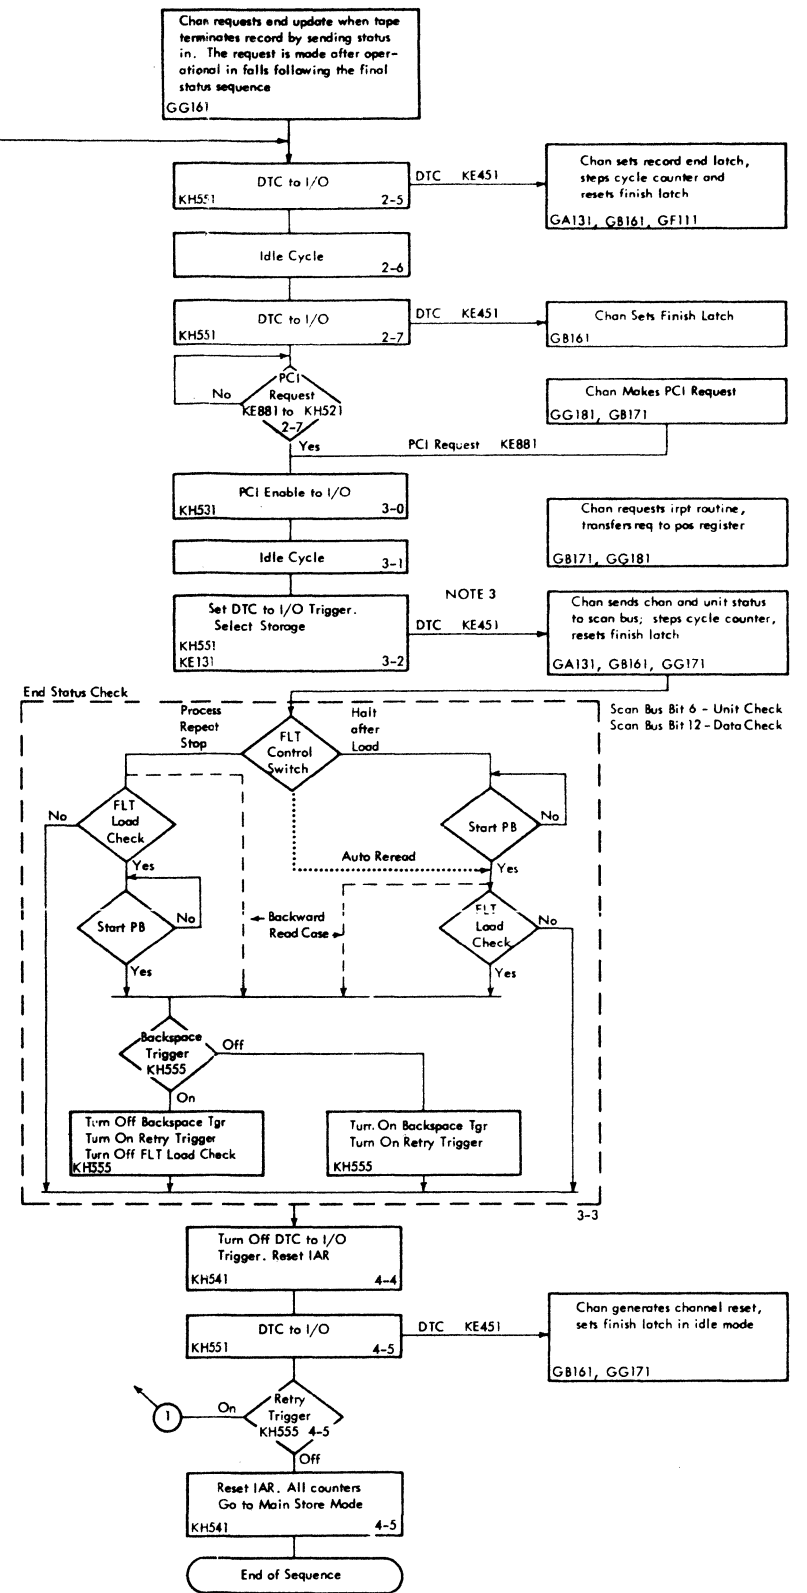 Chan requests end update when tape
terminates record by sending status
in. The request is made after oper-
ational in falls following the final
status sequence
GG161
DTC to I/O
KH551
2-5
DTC KE451
Chan sets record end latch,
steps cycle counter and
resets finish latch
GA131, GB161, GF111
Idle Cycle
2-6
DTC to I/O
KH551
2-7
DTC KE451
Chan Sets Finish Latch
GB161
PCI
Request
KE881 to KH521
2-7
No
Yes
Chan Makes PCI Request
GG181, GB171
PCI Request KE881
PCI Enable to I/O
KH531
3-0
Chan requests irpt routine,
transfers req to pos register
GB171, GG181
Idle Cycle
3-1
NOTE 3
Set DTC to I/O Trigger.
Select Storage
KH551
KE131
3-2
DTC KE451
Chan sends chan and unit status
to scan bus; steps cycle counter,
resets finish latch
GA131, GB161, GG171
End Status Check
Scan Bus Bit 6 - Unit Check
Scan Bus Bit 12 - Data Check
Process
Repeat
Stop
Halt
after
Load
FLT
Control
Switch
No
FLT
Load
Check
Yes
Start PB
No
Yes
Auto Reread
Start PB
No
Yes
Backward
Read Case
FLT
Load
Check
No
Yes
Backspace
Trigger
KH555
Off
On
Turn Off Backspace Tgr
Turn On Retry Trigger
Turn Off FLT Load Check
KH555
Turn On Backspace Tgr
Turn On Retry Trigger
KH555
3-3
Turn Off DTC to I/O
Trigger. Reset IAR
KH541
4-4
DTC to I/O
KH551
4-5
DTC KE451
Chan generates channel reset,
sets finish latch in idle mode
GB161, GG171
1
On
Retry
Trigger
KH555 4-5
Off
Reset IAR. All counters
Go to Main Store Mode
KH541
4-5
End of Sequence